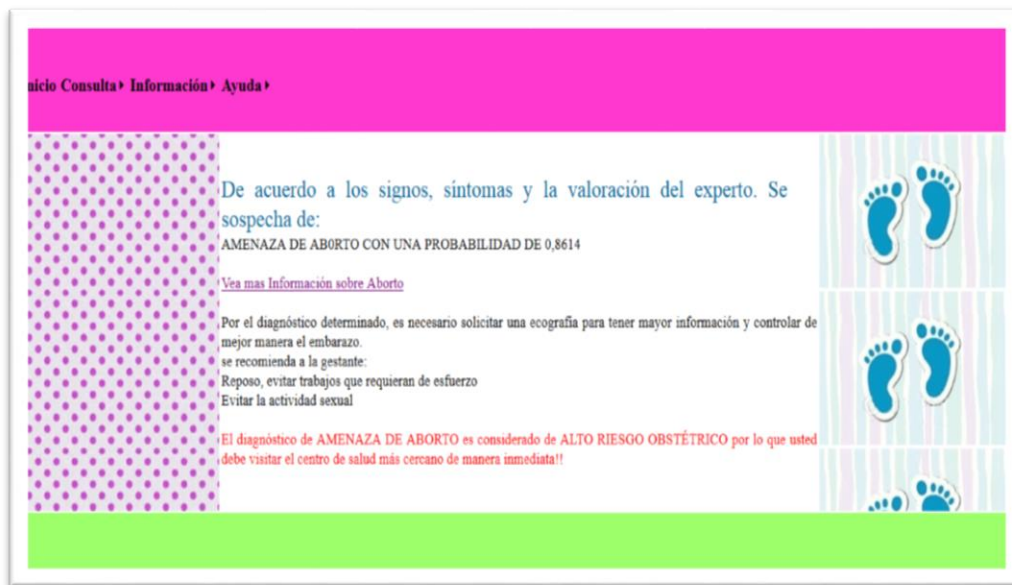 nicio Consulta Información Ayuda
De acuerdo a los signos, síntomas y la valoración del experto. Se
sospecha de:
AMENAZA DE AB0RTO CON UNA PROBABILIDAD DE 0,8614
Vea mas Información sobre Aborto
Por el diagnóstico determinado, es necesario solicitar una ecografía para tener mayor información y controlar de
mejor manera el embarazo.
se recomienda a la gestante:
Reposo, evitar trabajos que requieran de esfuerzo
Evitar la actividad sexual
El diagnóstico de AMENAZA DE ABORTO es considerado de ALTO RIESGO OBSTÉTRICO por lo que usted
debe visitar el centro de salud más cercano de manera inmediata!!